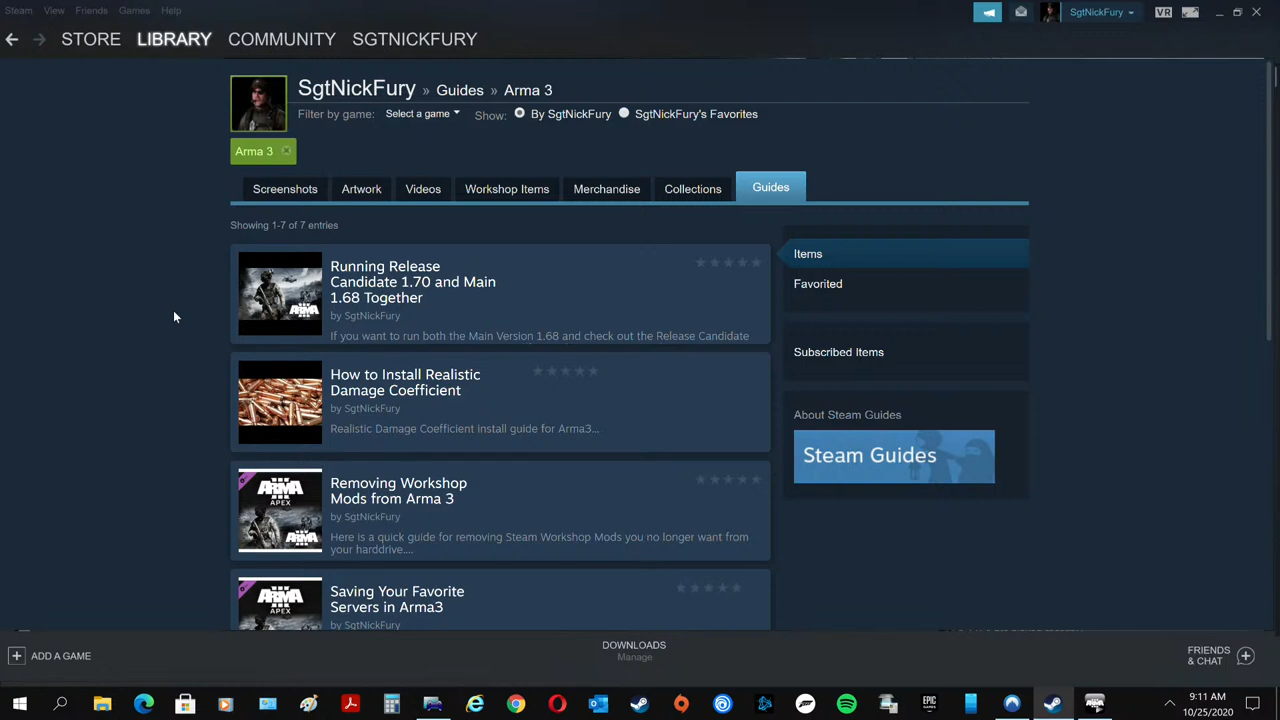 Steam View Friends Games Help
SgtNickFury
VR
STORE LIBRARY COMMUNITY SGTNICKFURY
SgtNickFury » Guides » Arma 3
Filter by game: Select a game Show: By SgtNickFury SgtNickFury's Favorites
Arma 3
Screenshots Artwork Videos Workshop Items Merchandise Collections Guides
Showing 1-7 of 7 entries
Running Release
Candidate 1.70 and Main
1.68 Together
by SgtNickFury
If you want to run both the Main Version 1.68 and check out the Release Candidate
ARMA
How to Install Realistic
Damage Coefficient
by SgtNickFury
Realistic Damage Coefficient install guide for Arma3...
Removing Workshop
Mods from Arma 3
by SgtNickFury
Here is a quick guide for removing Steam Workshop Mods you no longer want from
your harddrive....
ARMA
APEX
Saving Your Favorite
Servers in Arma3
by SgtNickFury
ARMA
APEX
Items
Favorited
Subscribed Items
About Steam Guides
Steam Guides
ADD A GAME
DOWNLOADS
Manage
FRIENDS
& CHAT
EPIC
GAMES
9:11 AM
10/25/2020